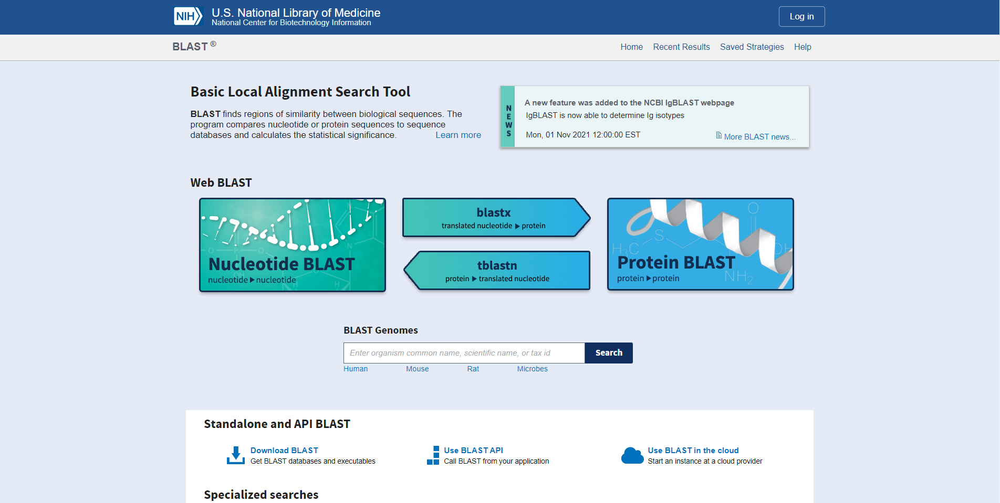 NIH
U.S. National Library of Medicine
National Center for Biotechnology Information
Log in
BLAST ®
Home
Recent Results
Saved Strategies
Help
Basic Local Alignment Search Tool
BLAST finds regions of similarity between biological sequences. The
program compares nucleotide or protein sequences to sequence
databases and calculates the statistical significance.
Learn more
NEWS
A new feature was added to the NCBI IgBLAST webpage
IgBLAST is now able to determine Ig isotypes
Mon, 01 Nov 2021 12:00:00 EST
More BLAST news...
Web BLAST
O
P
O
N
OH
H
Nucleotide BLAST
nucleotide ▶ nucleotide
blastx
translated nucleotide ▶ protein
tblastn
protein ▶ translated nucleotide
O
S
H₃C
OH
NH₂
Protein BLAST
protein ▶ protein
BLAST Genomes
Enter organism common name, scientific name, or tax id
Search
Human
Mouse
Rat
Microbes
Standalone and API BLAST
Download BLAST
Get BLAST databases and executables
Use BLAST API
Call BLAST from your application
Use BLAST in the cloud
Start an instance at a cloud provider
Specialized searches